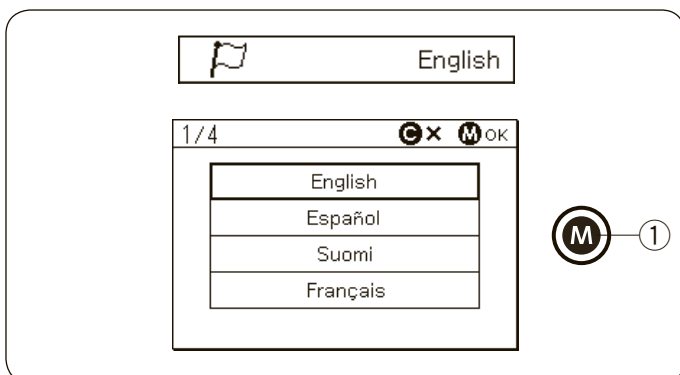 English
1/4 C× M OK
English
Español
Suomi
Français
M ①